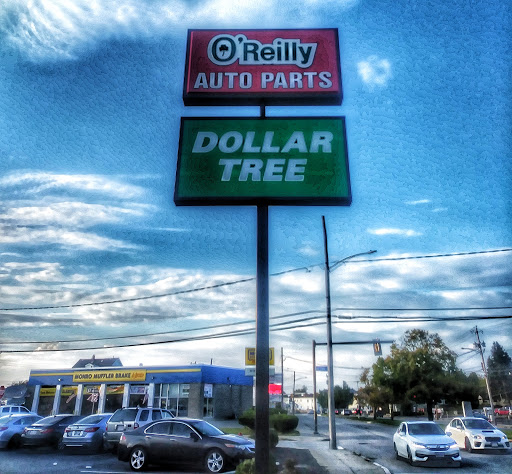 O'Reilly
AUTO PARTS
DOLLAR
TREE
MONRO MUFFLER BRAKE